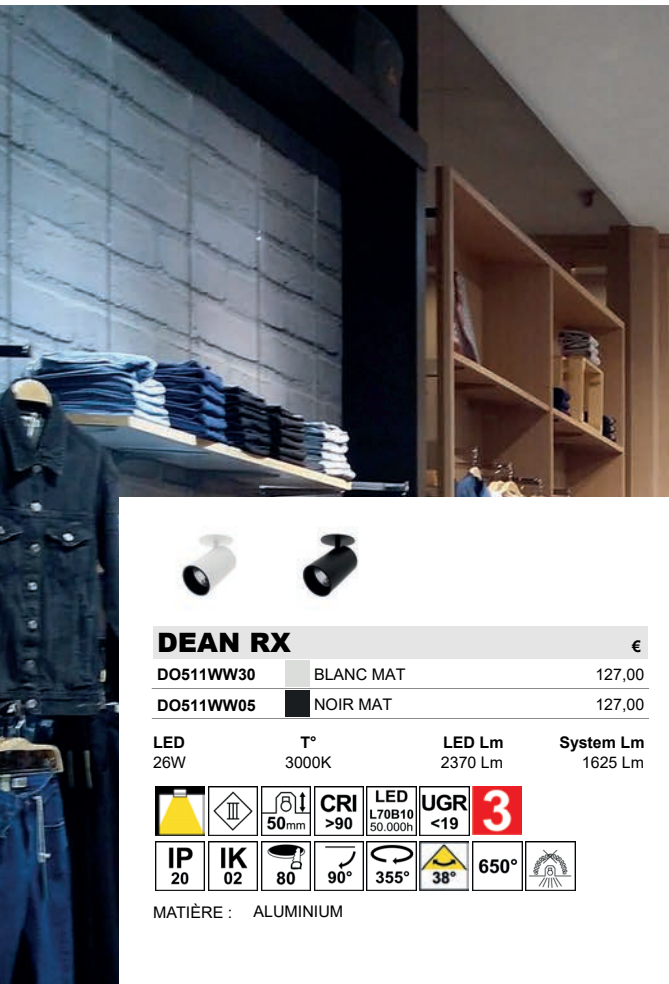 DEAN RX €
DO511WW30 BLANC MAT 127,00
DO511WW05 NOIR MAT 127,00
LED T° LED Lm System Lm
26W 3000K 2370 Lm 1625 Lm
III 50mm CRI >90 LED L70B10 50.000h UGR <19 3
IP 20 IK 02 80 90° 355° 38° 650°
MATIÈRE : ALUMINIUM